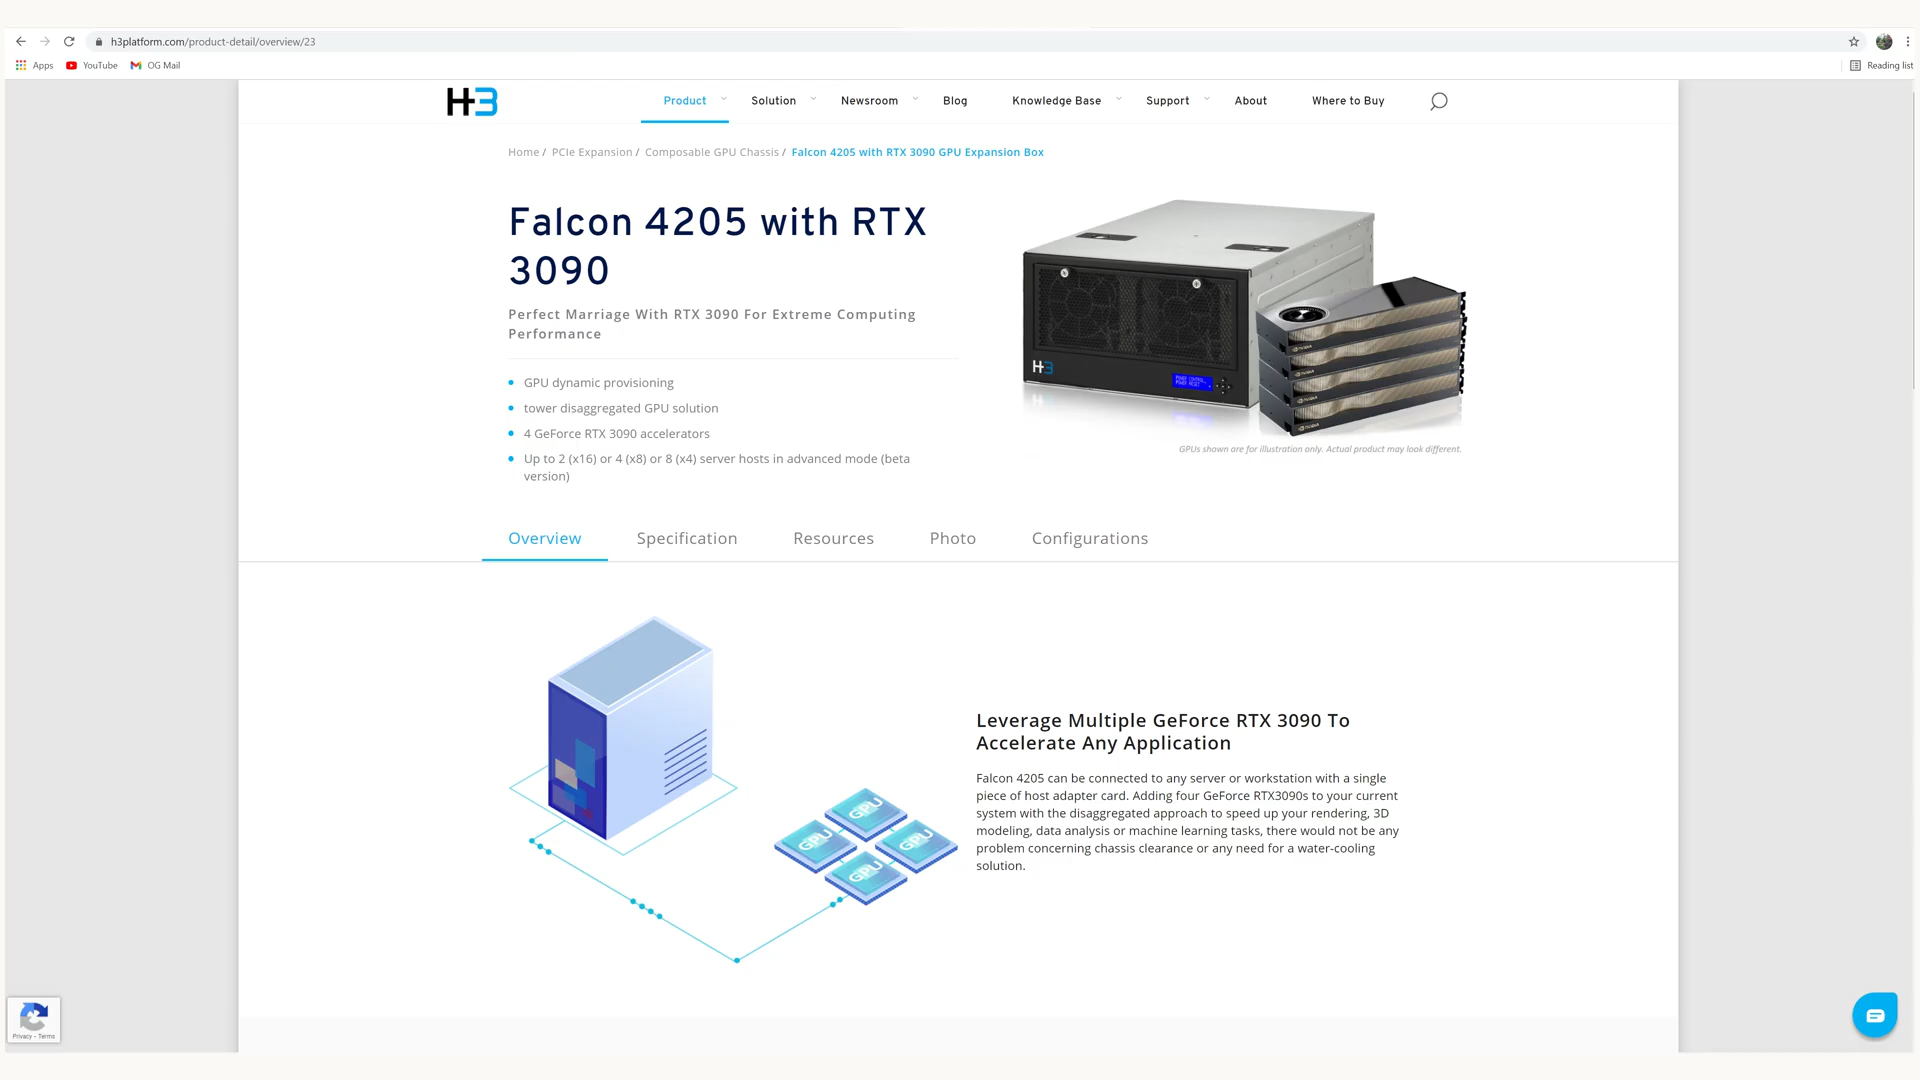 h3platform.com/product-detail/overview/23
Apps YouTube OG Mail Reading list
H3 Product Solution Newsroom Blog Knowledge Base Support About Where to Buy
Home / PCIe Expansion / Composable GPU Chassis / Falcon 4205 with RTX 3090 GPU Expansion Box
Falcon 4205 with RTX
3090
Perfect Marriage With RTX 3090 For Extreme Computing
Performance
GPU dynamic provisioning
tower disaggregated GPU solution
4 GeForce RTX 3090 accelerators
Up to 2 (x16) or 4 (x8) or 8 (x4) server hosts in advanced mode (beta
version)
H3
GPUs shown are for illustration only. Actual product may look different.
Overview Specification Resources Photo Configurations
GPU
GPU GPU
GPU
Leverage Multiple GeForce RTX 3090 To
Accelerate Any Application
Falcon 4205 can be connected to any server or workstation with a single
piece of host adapter card. Adding four GeForce RTX3090s to your current
system with the disaggregated approach to speed up your rendering, 3D
modeling, data analysis or machine learning tasks, there would not be any
problem concerning chassis clearance or any need for a water-cooling
solution.
Privacy - Terms